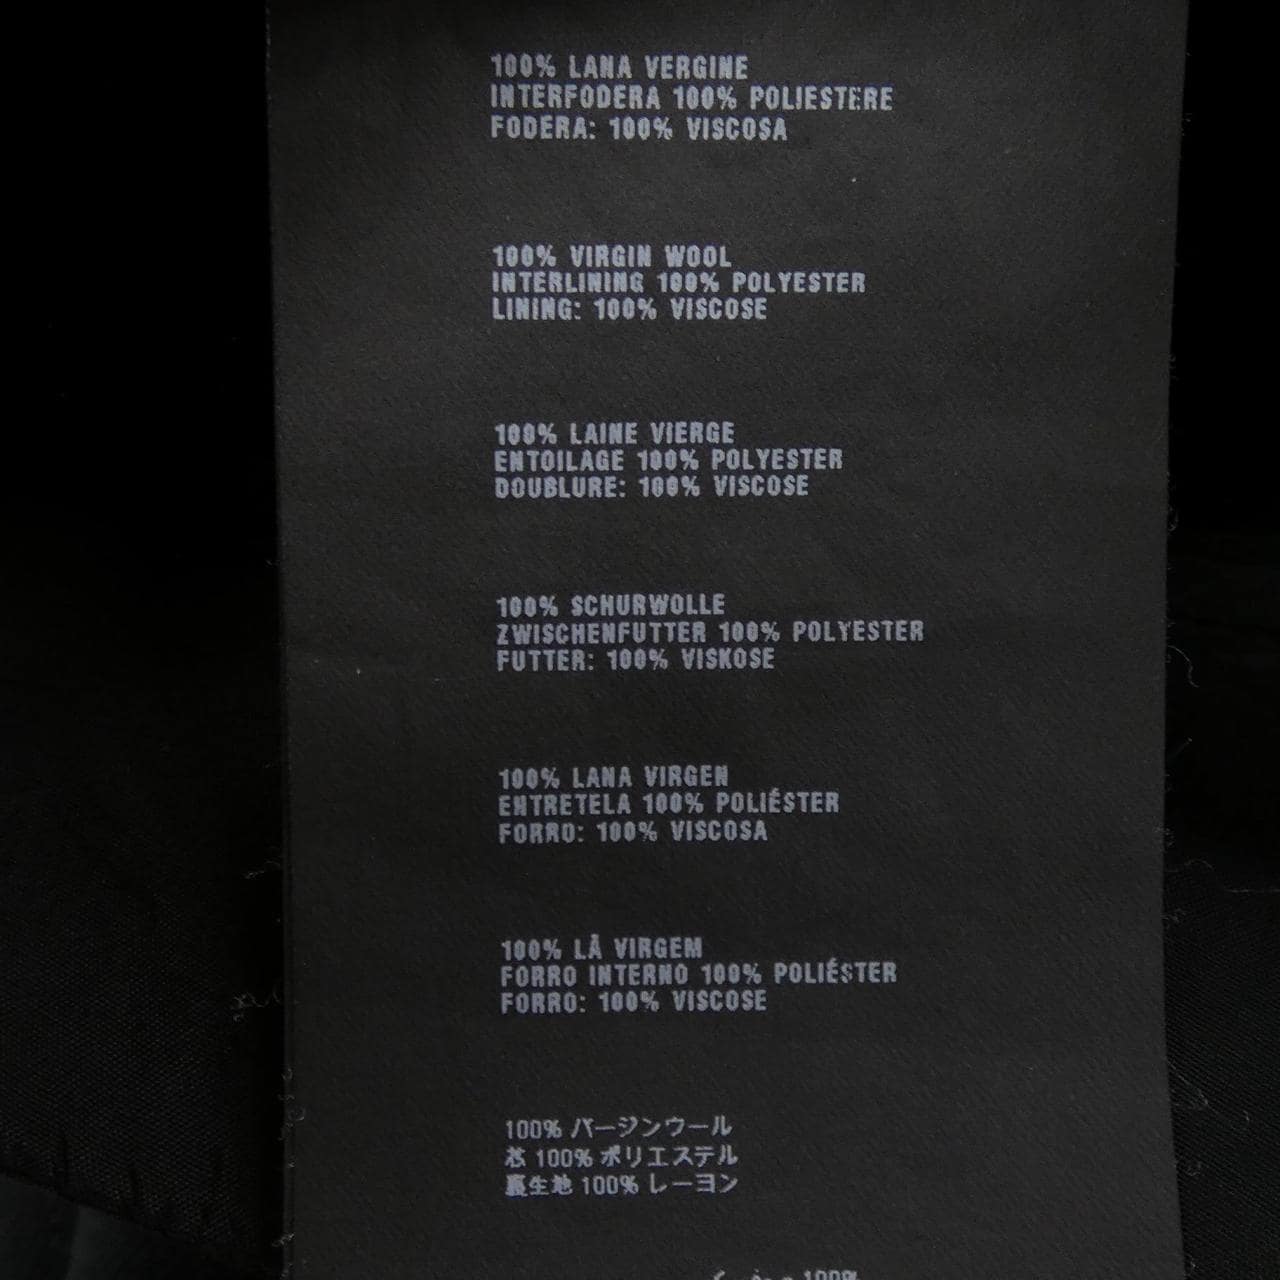 100% LANA VERGINE
INTERFODERA 100% POLIESTERE
FODERA: 100% VISCOSA
100% VIRGIN WOOL
INTERLINING 100% POLYESTER
LINING: 100% VISCOSE
100% LAINE VIERGE
ENTOILAGE 100% POLYESTER
DOUBLURE: 100% VISCOSE
100% SCHURWOLLE
ZWISCHENFUTTER 100% POLYESTER
FUTTER: 100% VISKOSE
100% LANA VIRGEN
ENTRETELA 100% POLIÉSTER
FORRO: 100% VISCOSA
100% LÃ VIRGEM
FORRO INTERNO 100% POLIÉSTER
FORRO: 100% VISCOSE
100% バージンウール
芯 100% ポリエステル
裏生地 100% レーヨン
100%